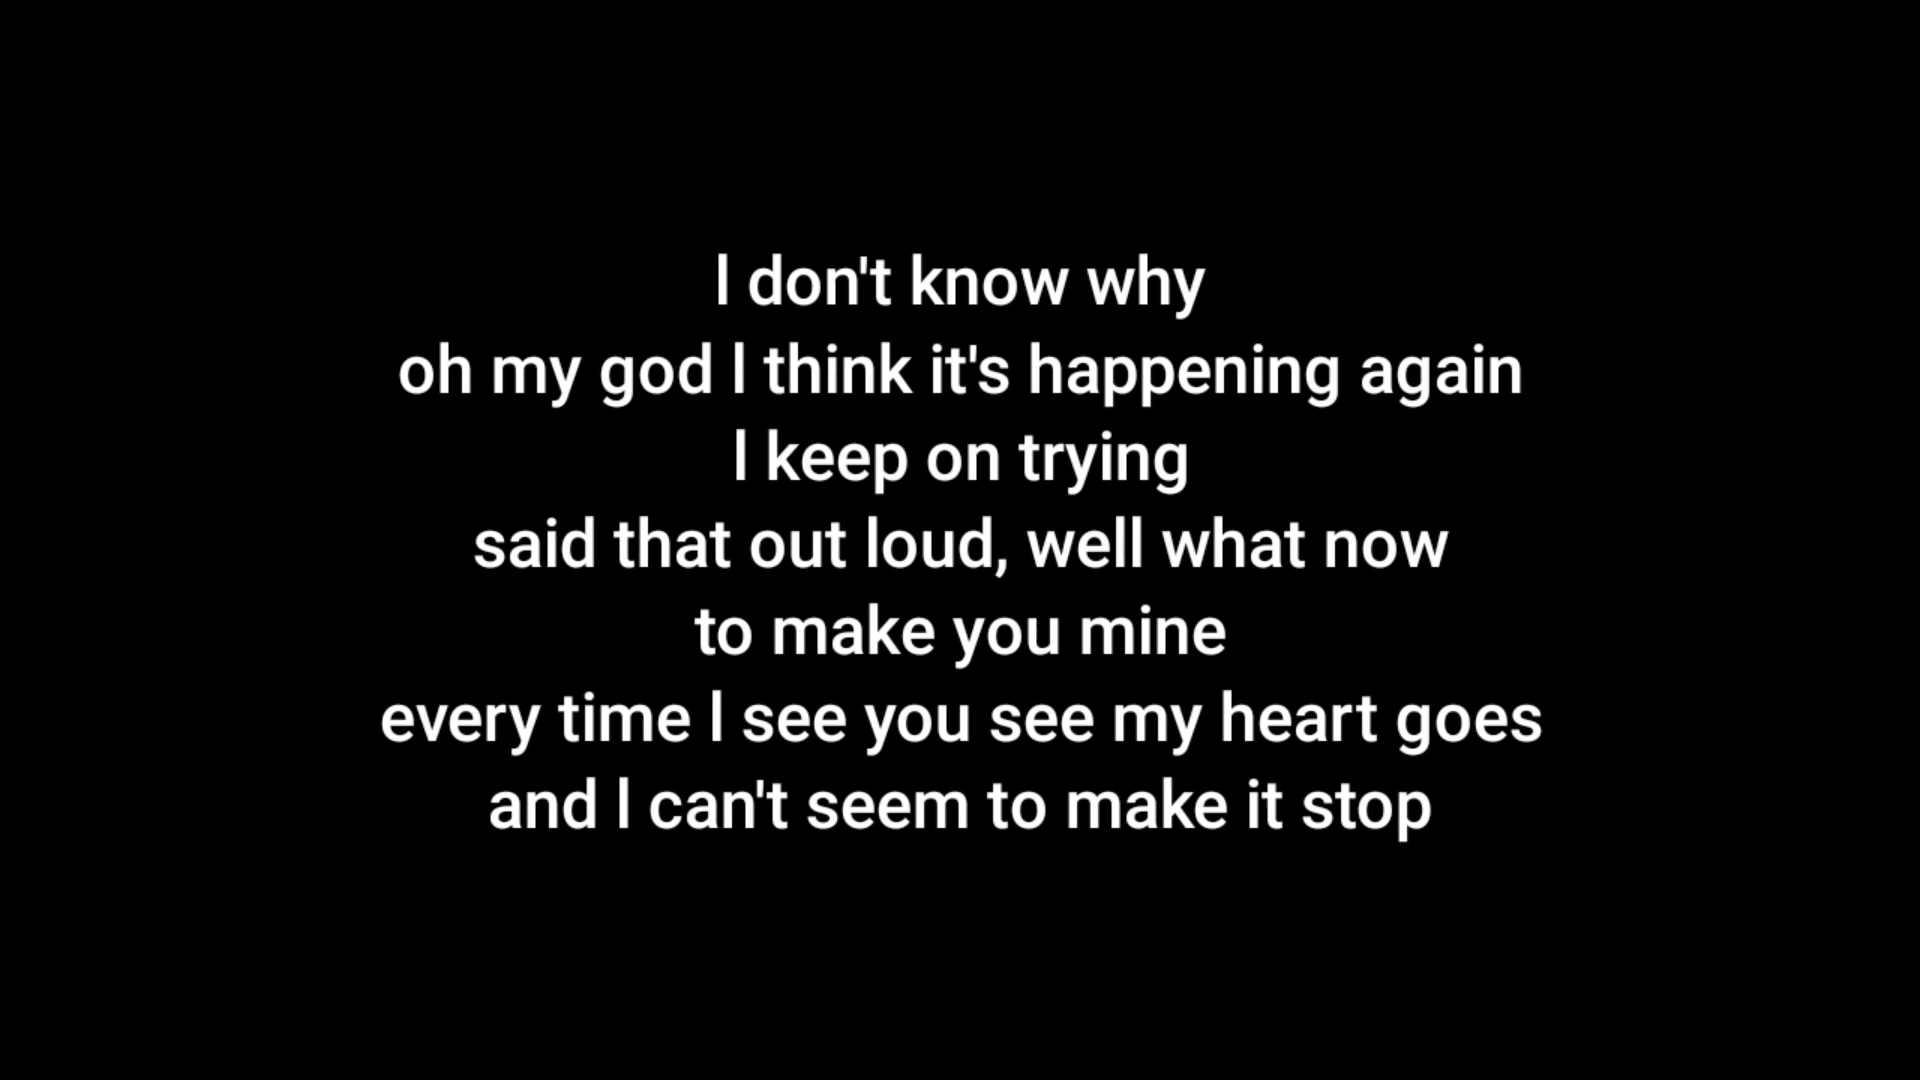 I don't know why
oh my god I think it's happening again
I keep on trying
said that out loud, well what now
to make you mine
every time I see you see my heart goes
and I can't seem to make it stop